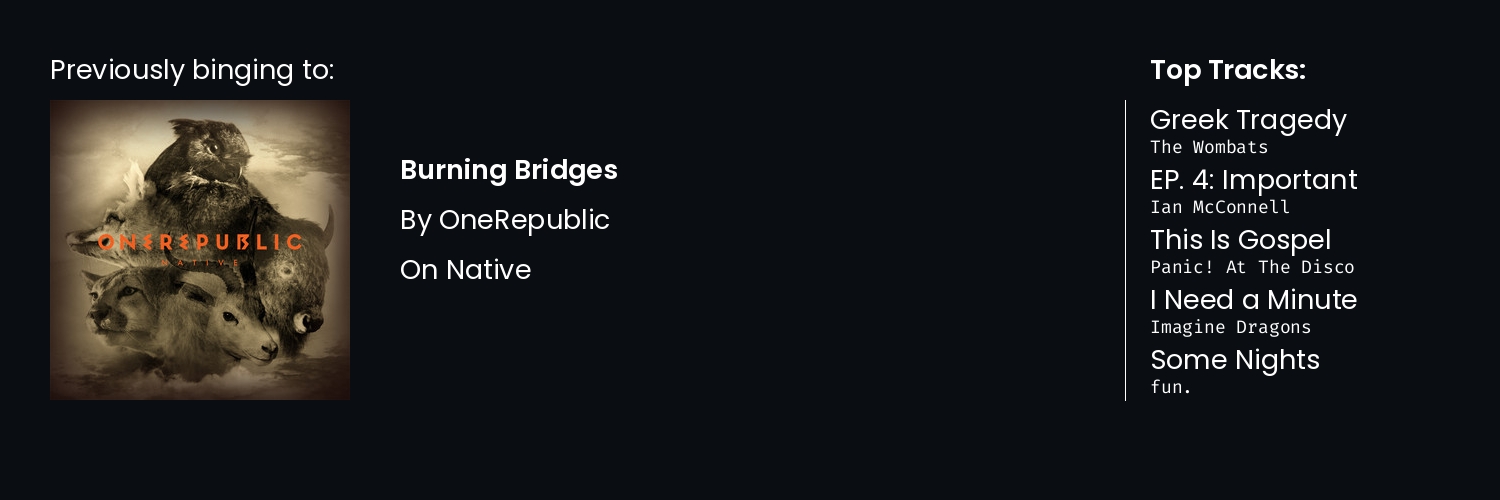 Previously binging to:
ONEREPUBLIC
NATIVE
Burning Bridges
By OneRepublic
On Native
Top Tracks:
Greek Tragedy
The Wombats
EP. 4: Important
Ian McConnell
This Is Gospel
Panic! At The Disco
I Need a Minute
Imagine Dragons
Some Nights
fun.